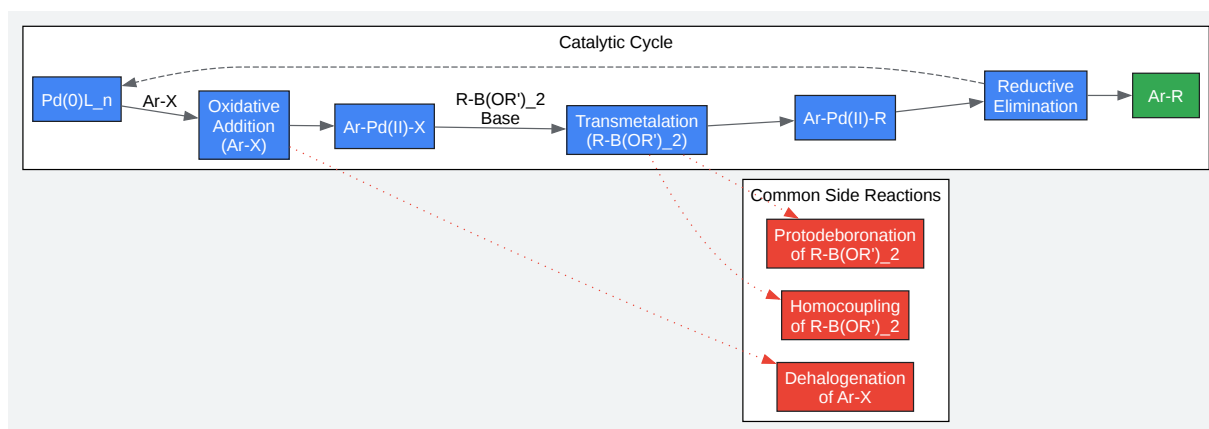 Catalytic Cycle
Pd(0)L_n
Ar-X
Oxidative
Addition
(Ar-X)
Ar-Pd(II)-X
R-B(OR')_2
Base
Transmetalation
(R-B(OR')_2)
Ar-Pd(II)-R
Reductive
Elimination
Ar-R
Common Side Reactions
Protodeboronation
of R-B(OR')_2
Homocoupling
of R-B(OR')_2
Dehalogenation
of Ar-X